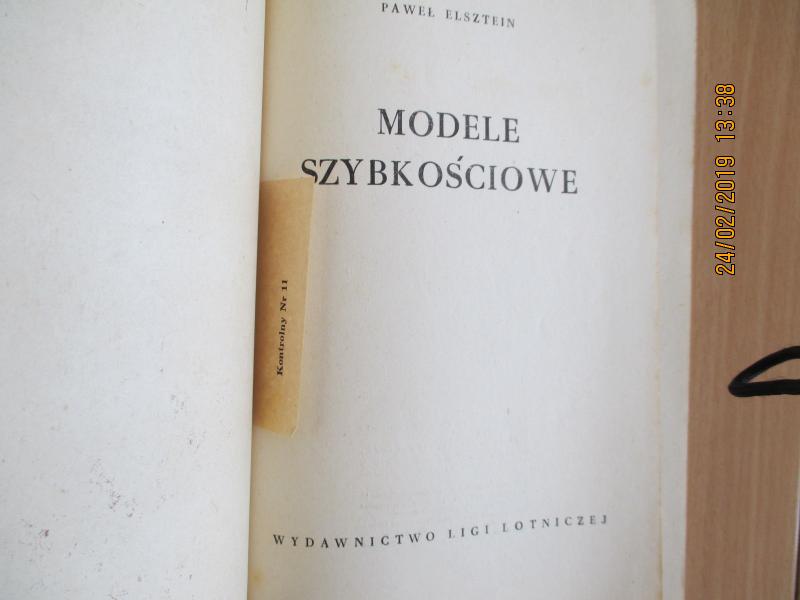 PAWEŁ ELSZTEIN
MODELE
SZYBKOŚCIOWE
Kontrolny Nr 11
WYDAWNICTWO LIGI LOTNICZEJ
24/02/2019 13:38